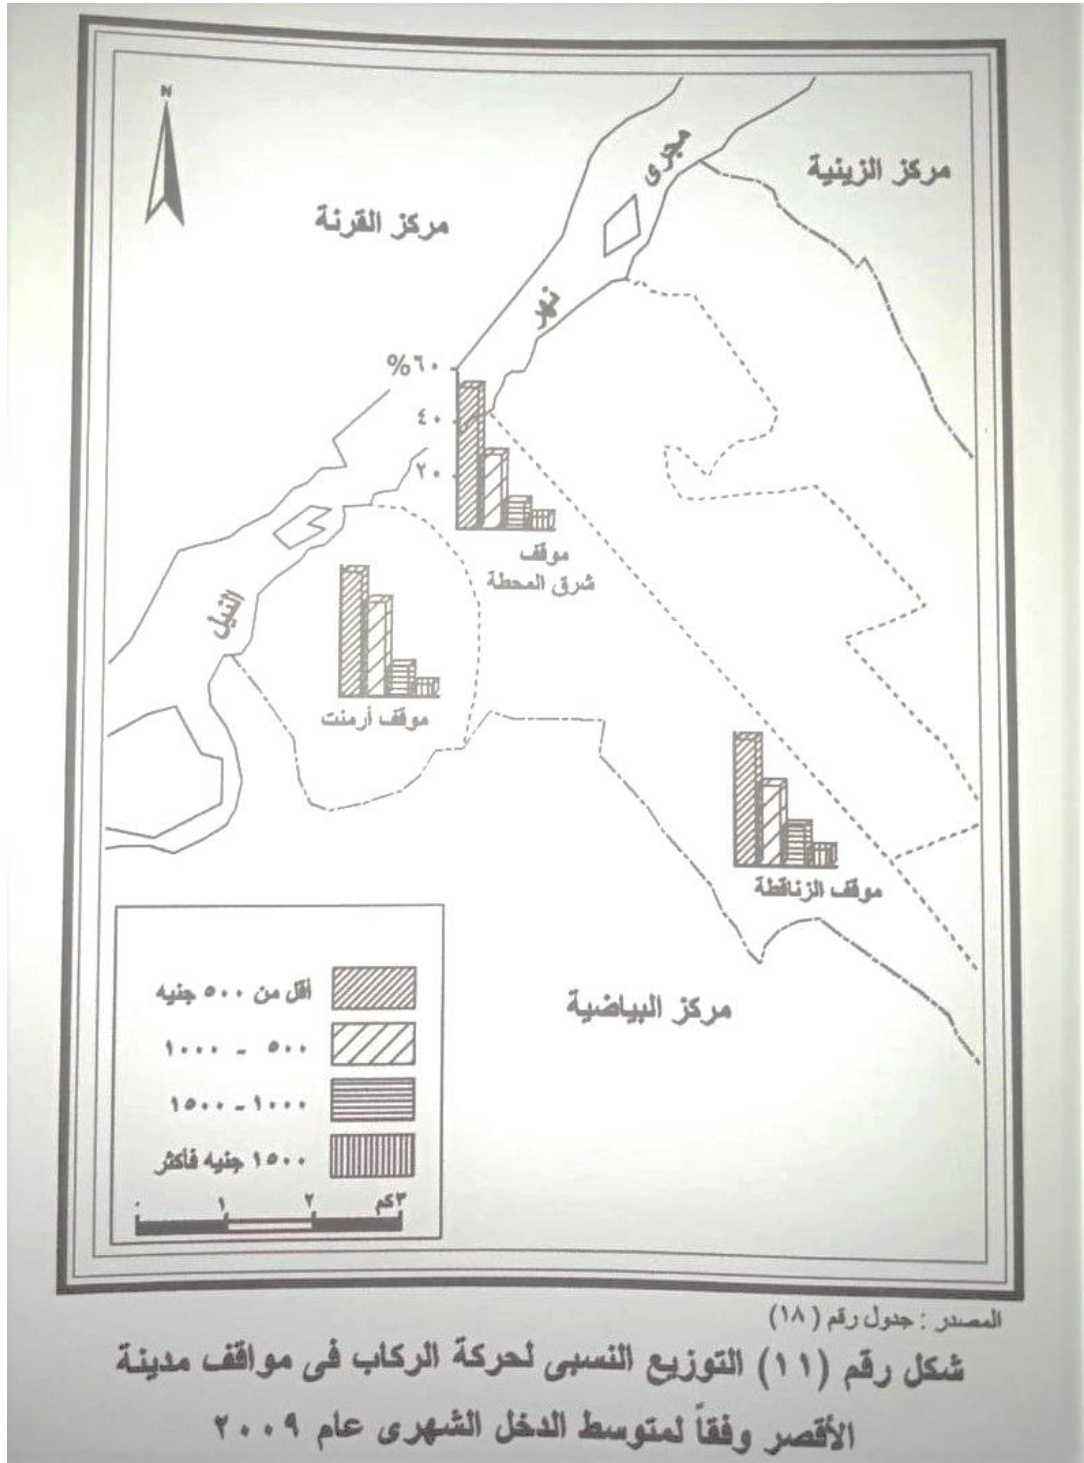 N
مركز الزينية
مركز القرنة
مجرى
نهر
النيل
%٦٠
٤٠
٢٠
موقف
شرق المحطة
موقف أرمنت
موقف الزناقطة
مركز البياضية
أقل من ٥٠٠ جنيه
٥٠٠ - ١٠٠٠
١٠٠٠ - ١٥٠٠
١٥٠٠ جنيه فأكثر
٠ ١ ٢ ٣كم
المصدر : جدول رقم (١٨)
شكل رقم (١١) التوزيع النسبى لحركة الركاب فى مواقف مدينة
الأقصر وفقاً لمتوسط الدخل الشهرى عام ٢٠٠٩